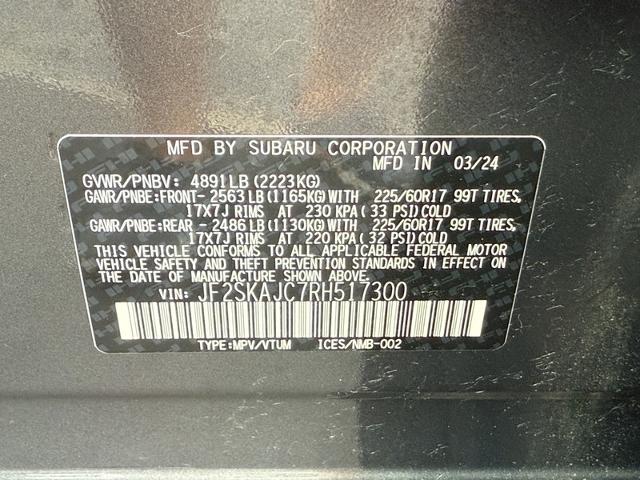 MFD BY SUBARU CORPORATION
MFD IN 03/24
GVWR/PNBV: 4891LB (2223KG)
GAWR/PNBE:FRONT- 2563 LB (1165KG) WITH 225/60R17 99T TIRES,
17X7J RIMS AT 230 KPA ( 33 PSI) COLD
GAWR/PNBE:REAR - 2486 LB (1130KG) WITH 225/60R17 99T TIRES,
17X7J RIMS AT 220 KPA ( 32 PSI) COLD
THIS VEHICLE CONFORMS TO ALL APPLICABLE FEDERAL MOTOR
VEHICLE SAFETY AND THEFT PREVENTION STANDARDS IN EFFECT ON
THE DATE OF MANUFACTURE SHOWN ABOVE.
VIN: JF2SKAJC7RH517300
TYPE:MPV/VTUM ICES/NMB-002